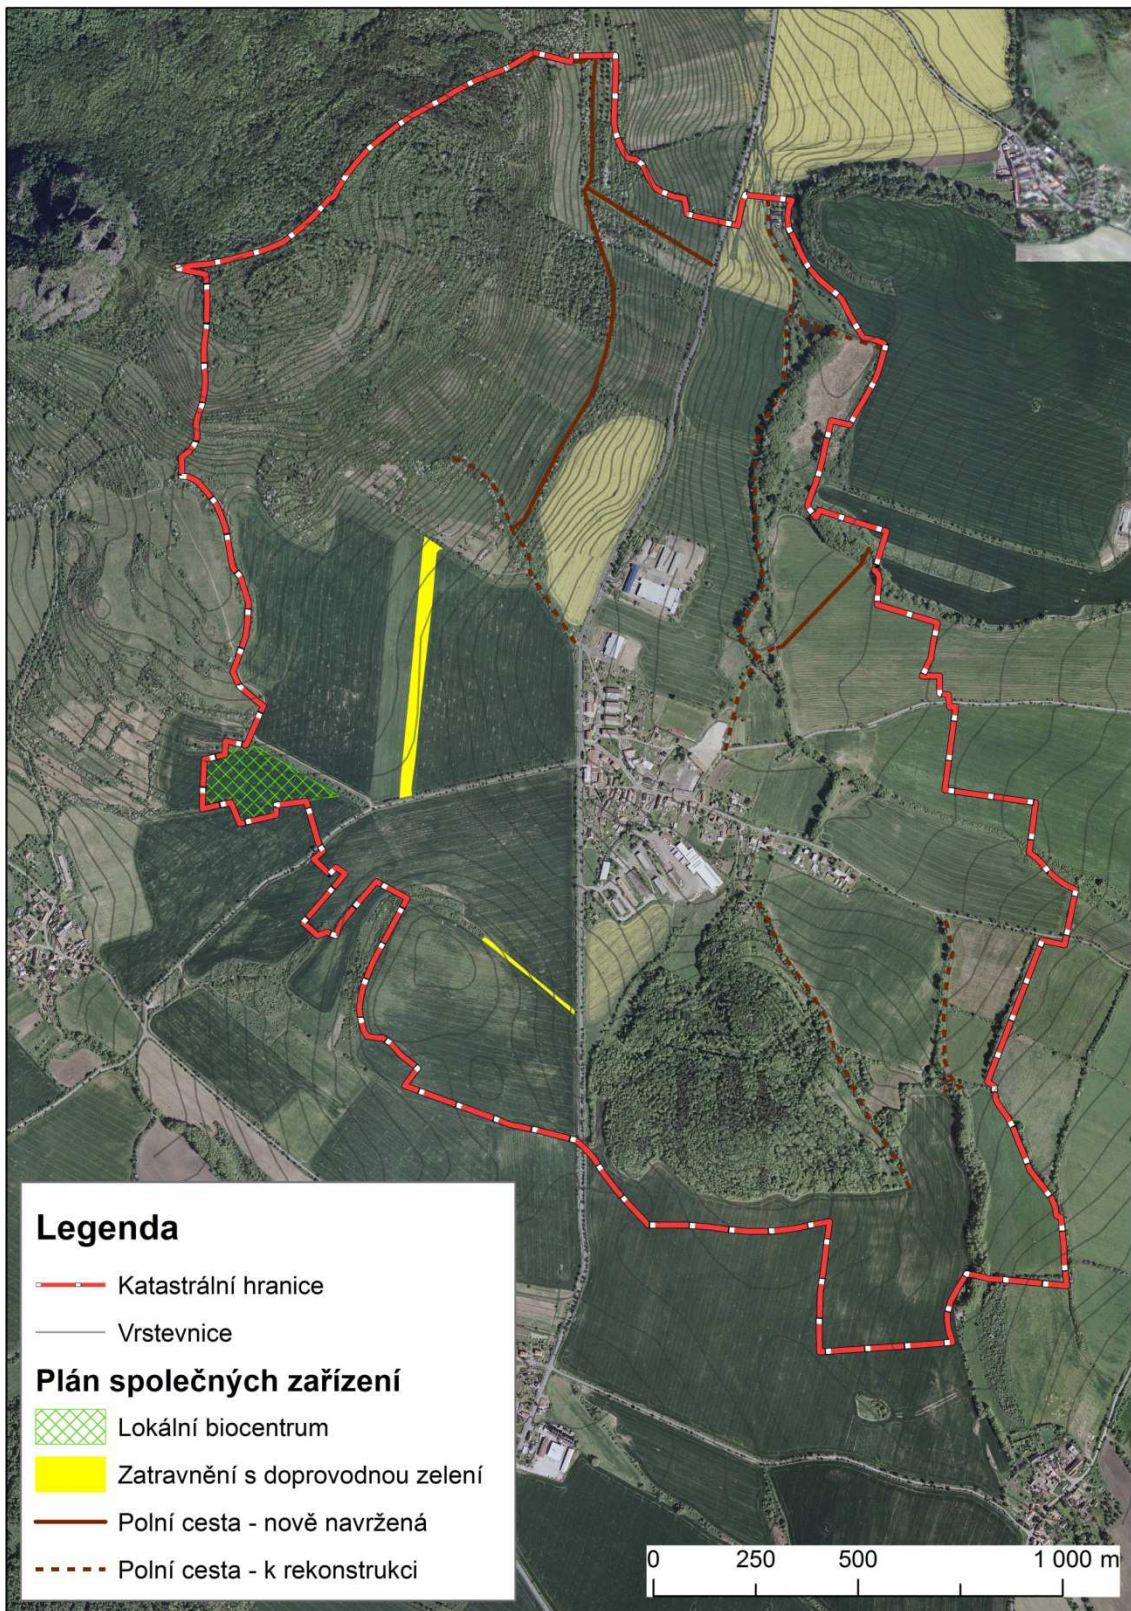 Legenda
Katastrální hranice
Vrstevnice
Plán společných zařízení
Lokální biocentrum
Zatravnění s doprovodnou zelení
Polní cesta - nově navržená
Polní cesta - k rekonstrukci
0 250 500 1 000 m